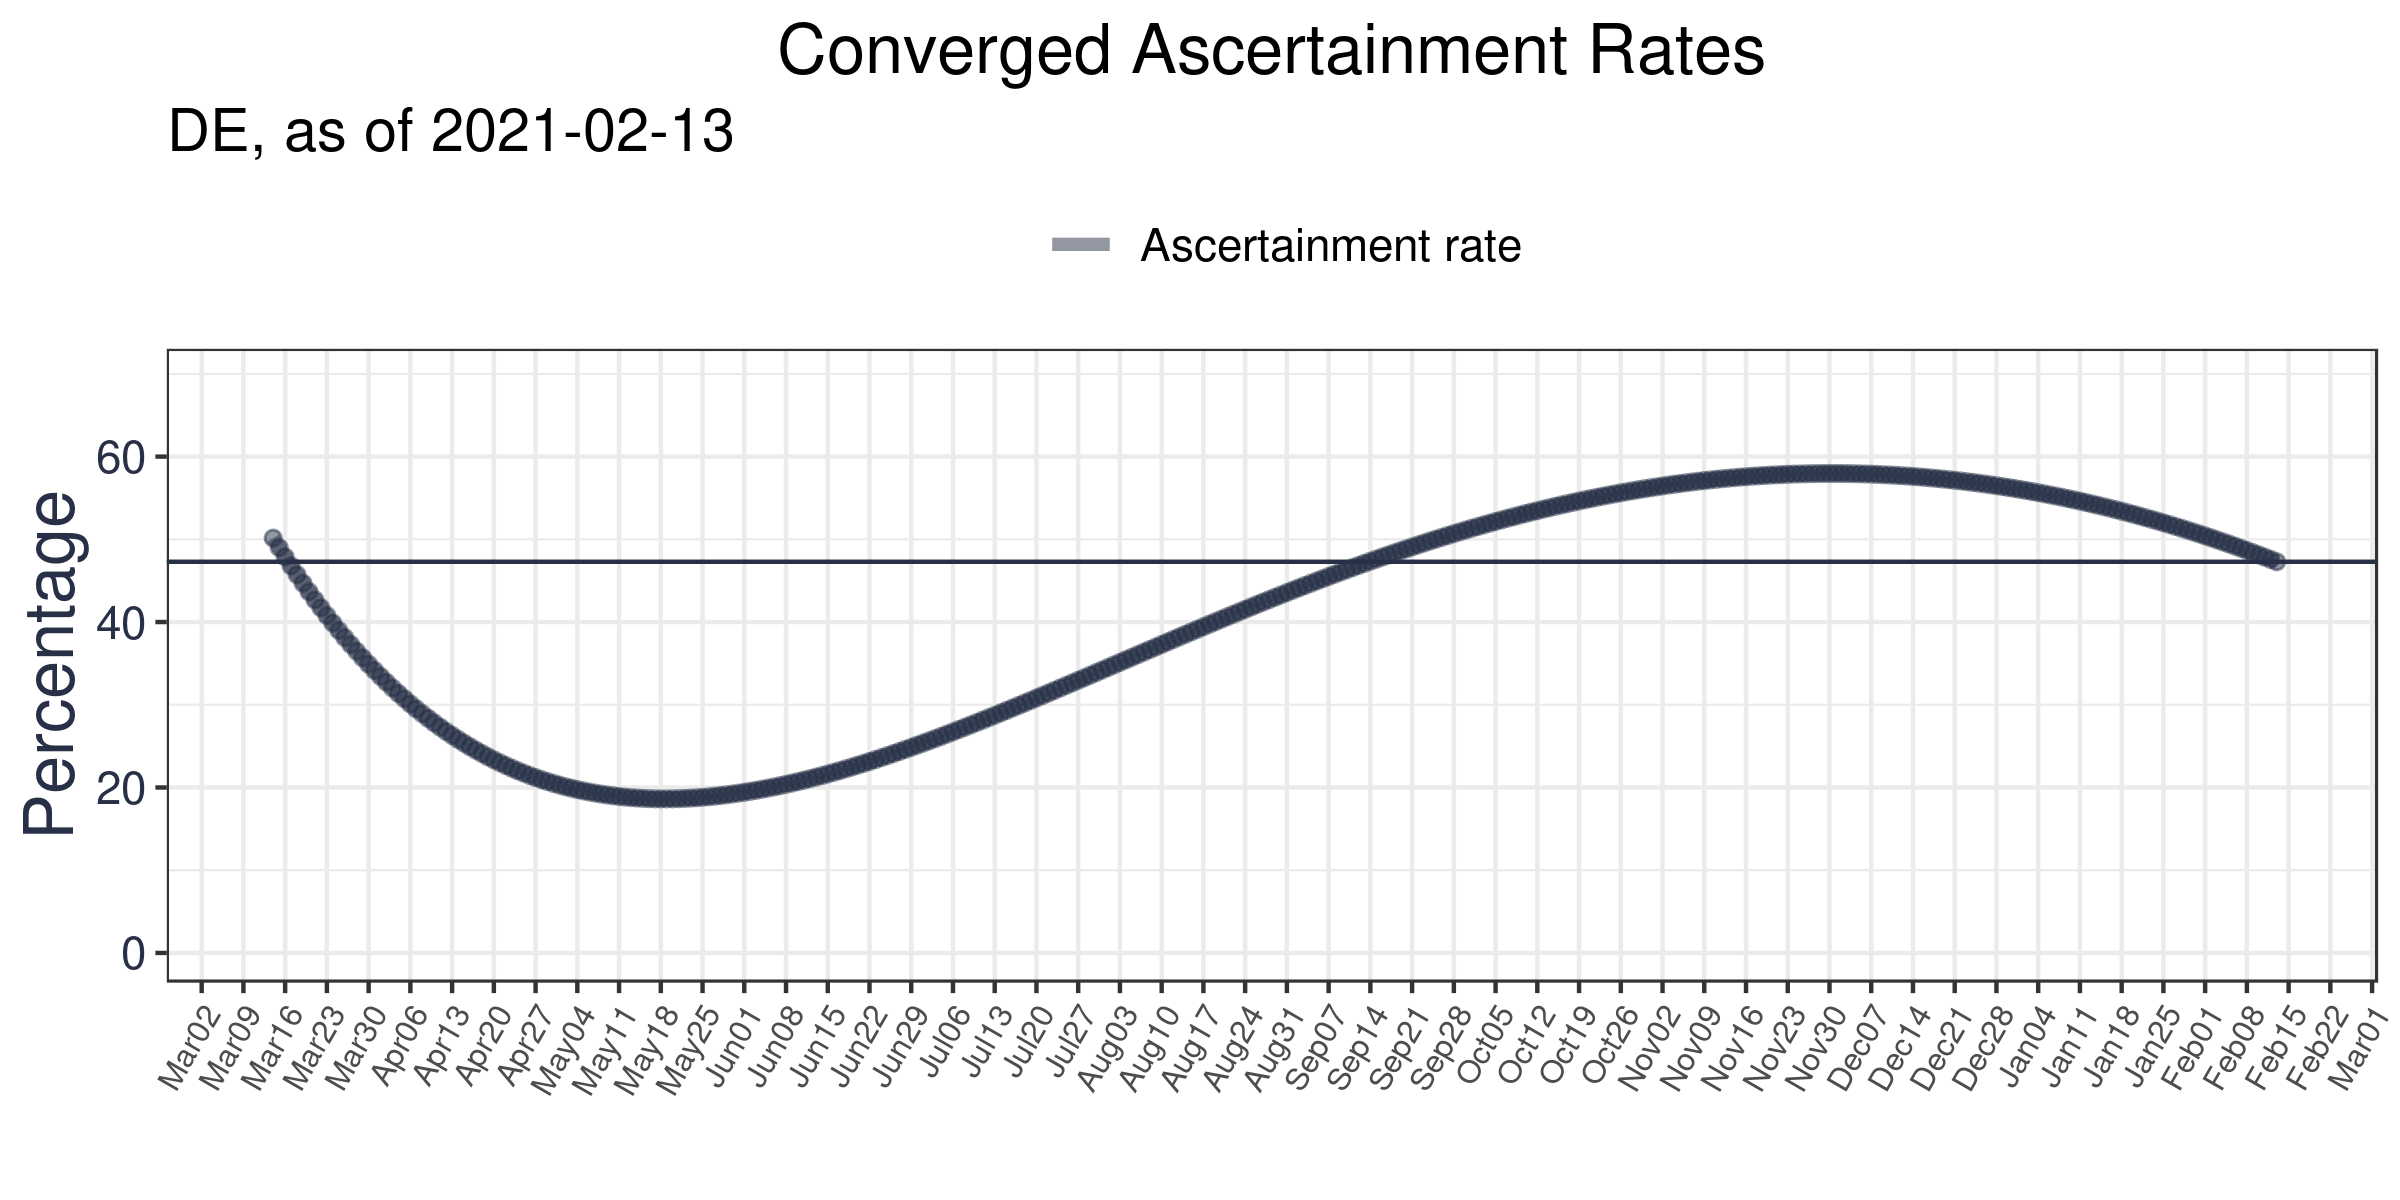 Converged Ascertainment Rates
DE, as of 2021-02-13
Ascertainment rate
Percentage
60
40
20
0
Mar02 Mar09 Mar16 Mar23 Mar30 Apr06 Apr13 Apr20 Apr27 May04 May11 May18 May25 Jun01 Jun08 Jun15 Jun22 Jun29 Jul06 Jul13 Jul20 Jul27 Aug03 Aug10 Aug17 Aug24 Aug31 Sep07 Sep14 Sep21 Sep28 Oct05 Oct12 Oct19 Oct26 Nov02 Nov09 Nov16 Nov23 Nov30 Dec07 Dec14 Dec21 Dec28 Jan04 Jan11 Jan18 Jan25 Feb01 Feb08 Feb15 Feb22 Mar01